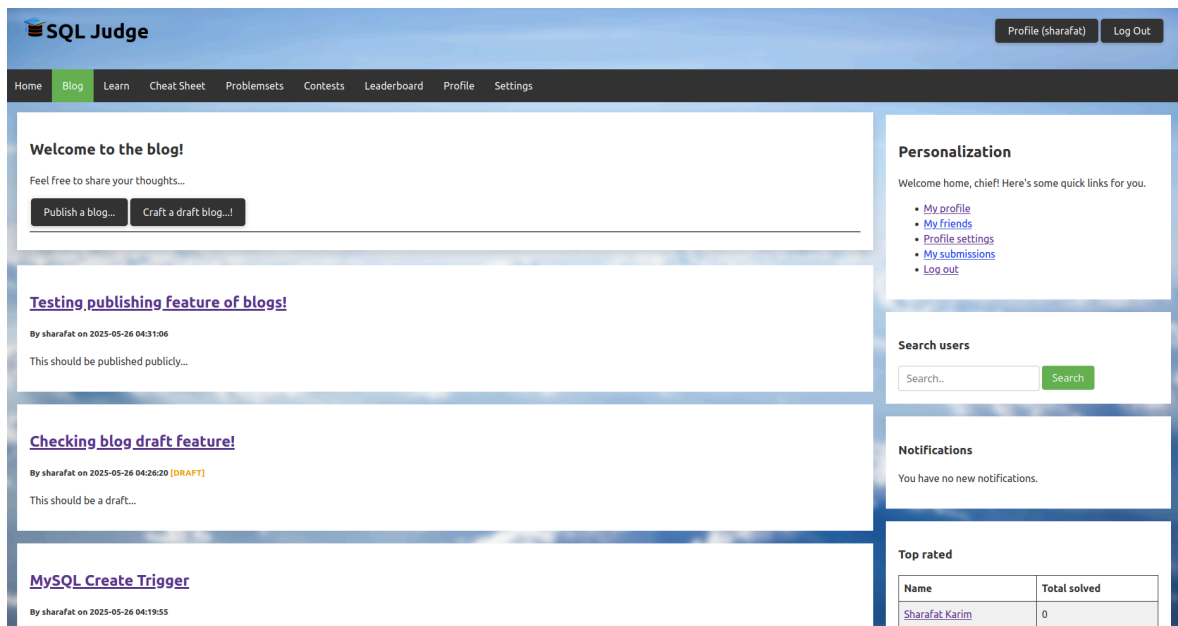 SQL Judge
Profile (sharafat) Log Out
Home Blog Learn Cheat Sheet Problemsets Contests Leaderboard Profile Settings
Welcome to the blog!
Feel free to share your thoughts...
Publish a blog... Craft a draft blog...!
Testing publishing feature of blogs!
By sharafat on 2025-05-26 04:31:06
This should be published publicly...
Checking blog draft feature!
By sharafat on 2025-05-26 04:26:20 [DRAFT]
This should be a draft...
MySQL Create Trigger
By sharafat on 2025-05-26 04:19:55
Personalization
Welcome home, chief! Here's some quick links for you.
• My profile
• My friends
• Profile settings
• My submissions
• Log out
Search users
Search.. Search
Notifications
You have no new notifications.
Top rated
Name Total solved
Sharafat Karim 0